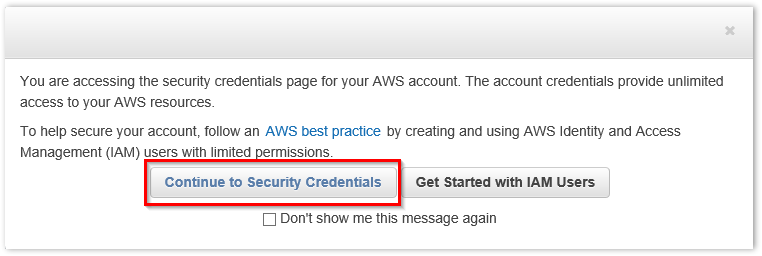 You are accessing the security credentials page for your AWS account. The account credentials provide unlimited
access to your AWS resources.
To help secure your account, follow an AWS best practice by creating and using AWS Identity and Access
Management (IAM) users with limited permissions.
Continue to Security Credentials Get Started with IAM Users
Don't show me this message again